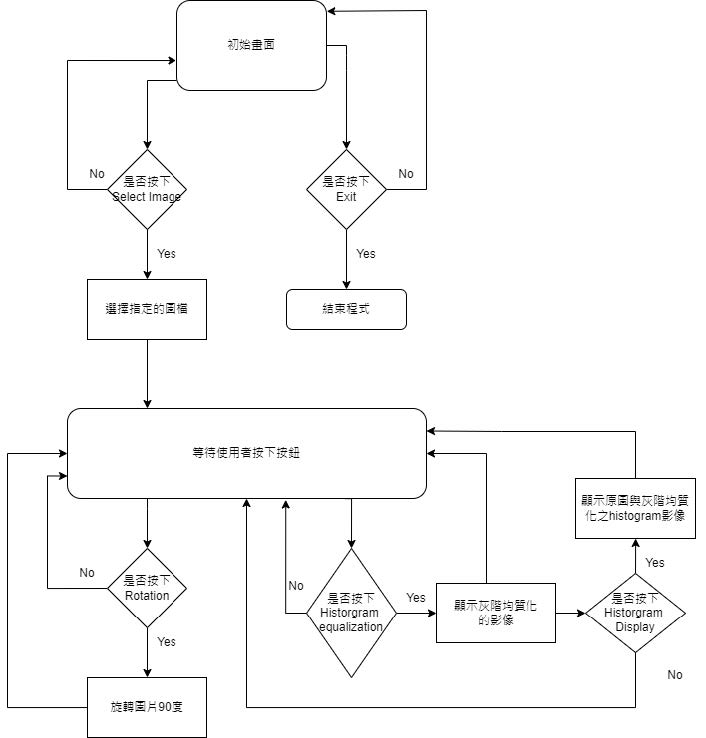 初始畫面
No
是否按下
Select Image
是否按下
Exit
No
Yes
Yes
選擇指定的圖檔
結束程式
等待使用者按下按鈕
顯示原圖與灰階均質
化之histogram影像
No
是否按下
Rotation
No
是否按下
Historgram
equalization
Yes
顯示灰階均質化
的影像
Yes
是否按下
Historgram
Display
Yes
No
旋轉圖片90度